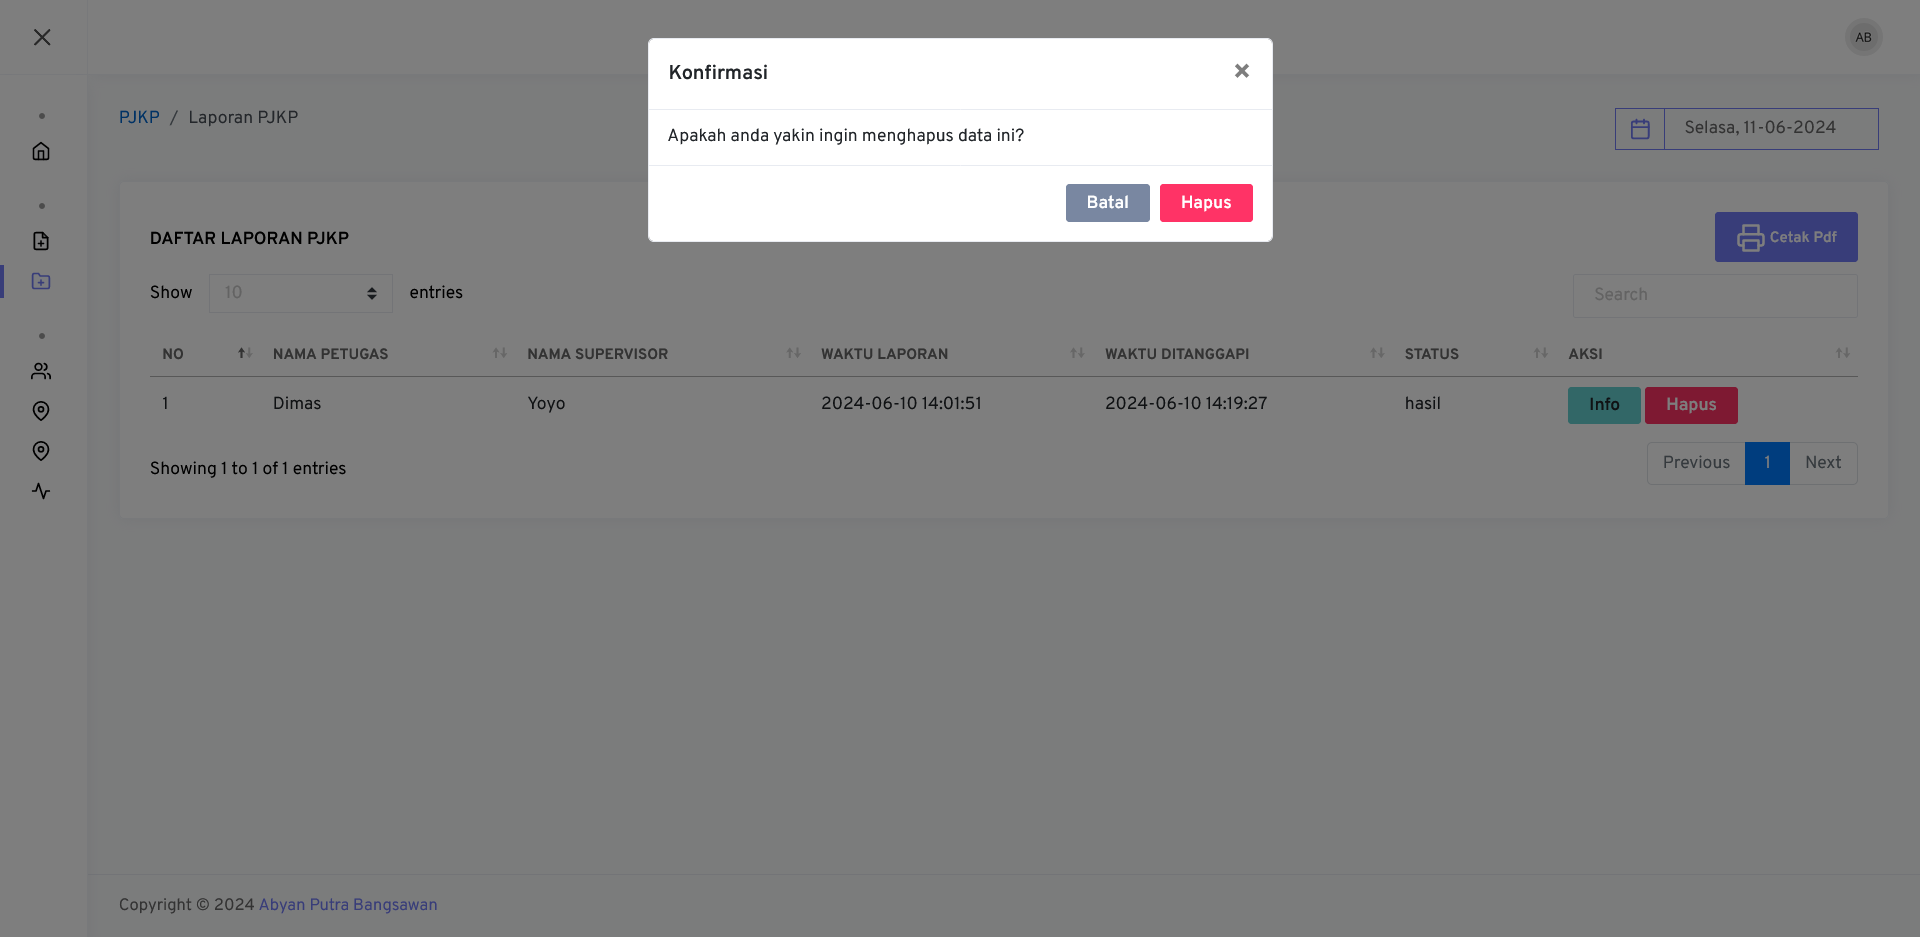 AB
Konfirmasi
Apakah anda yakin ingin menghapus data ini?
Batal Hapus
PJKP / Laporan PJKP
Selasa, 11-06-2024
DAFTAR LAPORAN PJKP
Cetak Pdf
Show 10 entries
Search
NO NAMA PETUGAS NAMA SUPERVISOR WAKTU LAPORAN WAKTU DITANGGAPI STATUS AKSI
1 Dimas Yoyo 2024-06-10 14:01:51 2024-06-10 14:19:27 hasil Info Hapus
Showing 1 to 1 of 1 entries
Previous 1 Next
Copyright © 2024 Abyan Putra Bangsawan